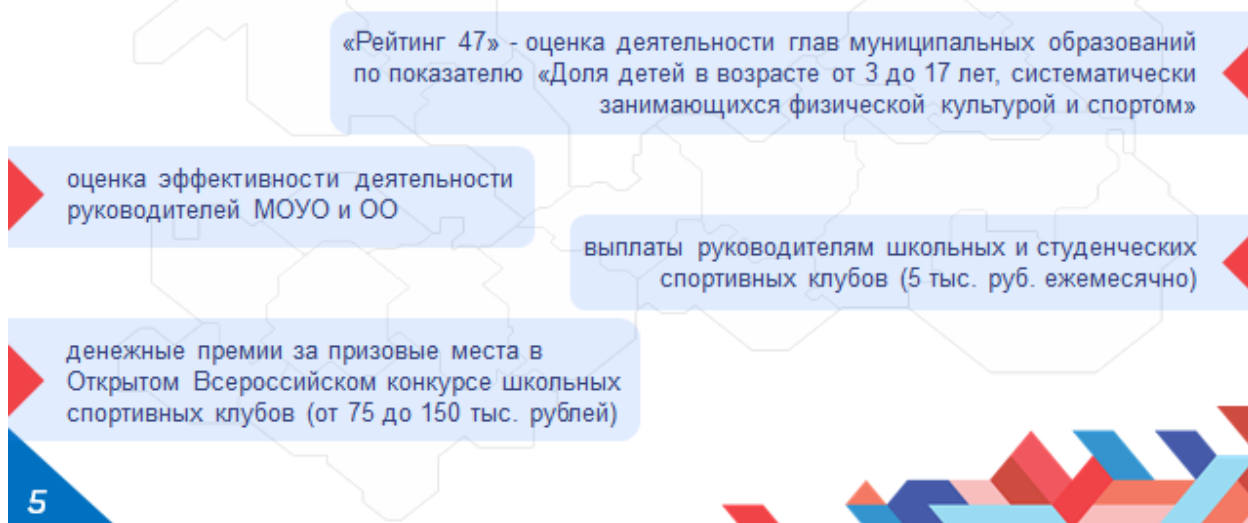 «Рейтинг 47» - оценка деятельности глав муниципальных образований
по показателю «Доля детей в возрасте от 3 до 17 лет, систематически
занимающихся физической культурой и спортом»
оценка эффективности деятельности
руководителей МОУО и ОО
выплаты руководителям школьных и студенческих
спортивных клубов (5 тыс. руб. ежемесячно)
денежные премии за призовые места в
Открытом Всероссийском конкурсе школьных
спортивных клубов (от 75 до 150 тыс. рублей)
5